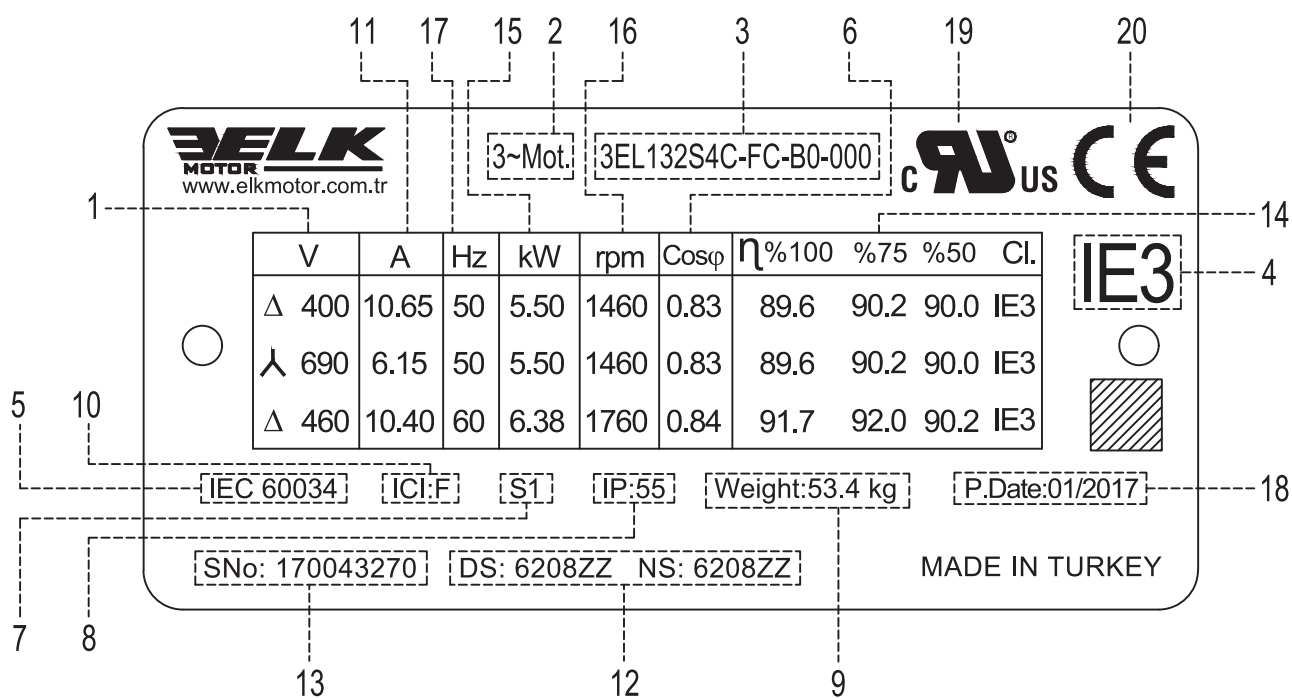 11 17 15 2 16 3 6 19 20
ELK
MOTOR
www.elkmotor.com.tr
3~Mot.
3EL132S4C-FC-B0-000
c RU ® US CE
1
14
V A Hz kW rpm Cosφ η%100 %75 %50 Cl.
IE3
4
Δ 400 10.65 50 5.50 1460 0.83 89.6 90.2 90.0 IE3
⅄ 690 6.15 50 5.50 1460 0.83 89.6 90.2 90.0 IE3
Δ 460 10.40 60 6.38 1760 0.84 91.7 92.0 90.2 IE3
5 10
IEC 60034 ICI:F S1 IP:55 Weight:53.4 kg P.Date:01/2017
18
SNo: 170043270 DS: 6208ZZ NS: 6208ZZ MADE IN TURKEY
7 8
13 12 9